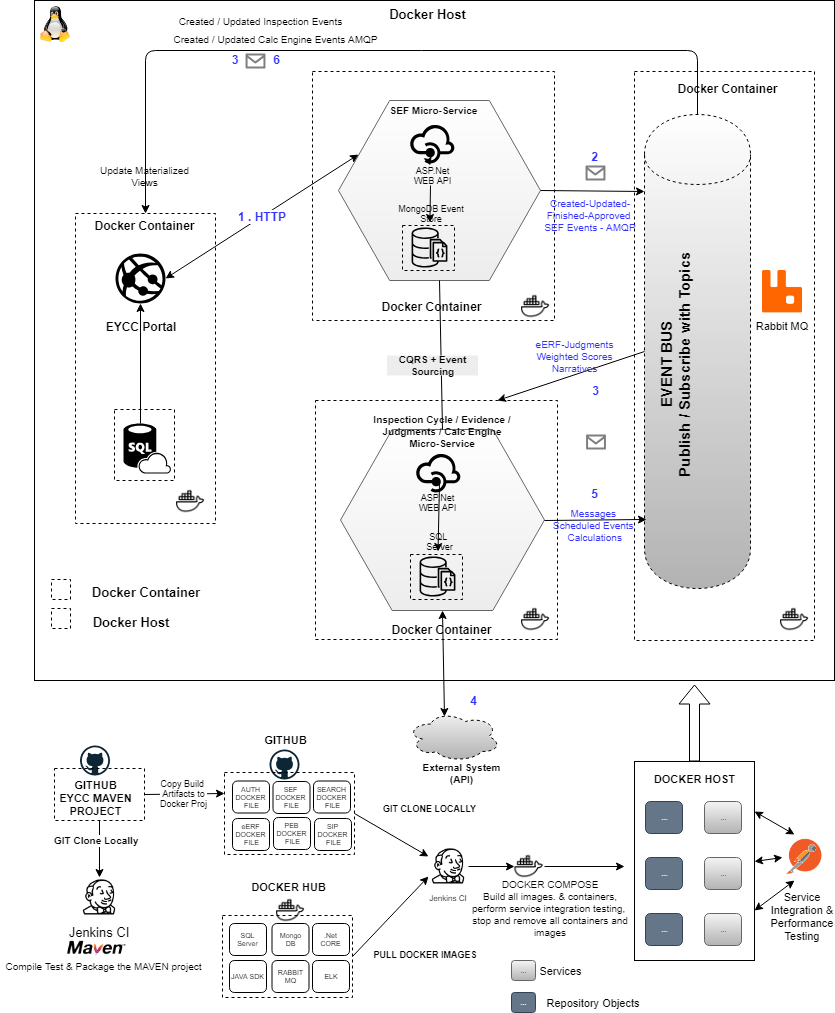 Docker Host
Created / Updated Inspection Events
Created / Updated Calc Engine Events AMQP
3
6
Update Materialized
Views
Docker Container
EYCC Portal
SQL
1 . HTTP
SEF Micro-Service
ASP.Net
WEB API
MongoDB Event
Store
Docker Container
2
Created-Updated-
Finished-Approved
SEF Events - AMQP
Docker Container
EVENT BUS
Publish / Subscribe with Topics
Rabbit MQ
CQRS + Event
Sourcing
eERF-Judgments
Weighted Scores
Narratives
3
Inspection Cycle / Evidence /
Judgments / Calc Engine
Micro-Service
ASP.Net
WEB API
SQL
Server
Docker Container
5
Messages
Scheduled Events
Calculations
Docker Container
Docker Host
4
External System
(API)
GITHUB
EYCC MAVEN
PROJECT
Copy Build
Artifacts to
Docker Proj
GIT Clone Locally
Jenkins CI
Maven™
Compile Test & Package the MAVEN project
GITHUB
AUTH
DOCKER
FILE
SEF
DOCKER
FILE
SEARCH
DOCKER
FILE
eERF
DOCKER
FILE
PEB
DOCKER
FILE
SIP
DOCKER
FILE
GIT CLONE LOCALLY
DOCKER HUB
SQL
Server
Mongo
DB
.Net
CORE
JAVA SDK
RABBIT
MQ
ELK
PULL DOCKER IMAGES
Jenkins CI
DOCKER COMPOSE
Build all images. & containers,
perform service integration testing,
stop and remove all containers and
images
DOCKER HOST
...
...
...
...
...
...
Service
Integration &
Performance
Testing
...
Services
...
Repository Objects